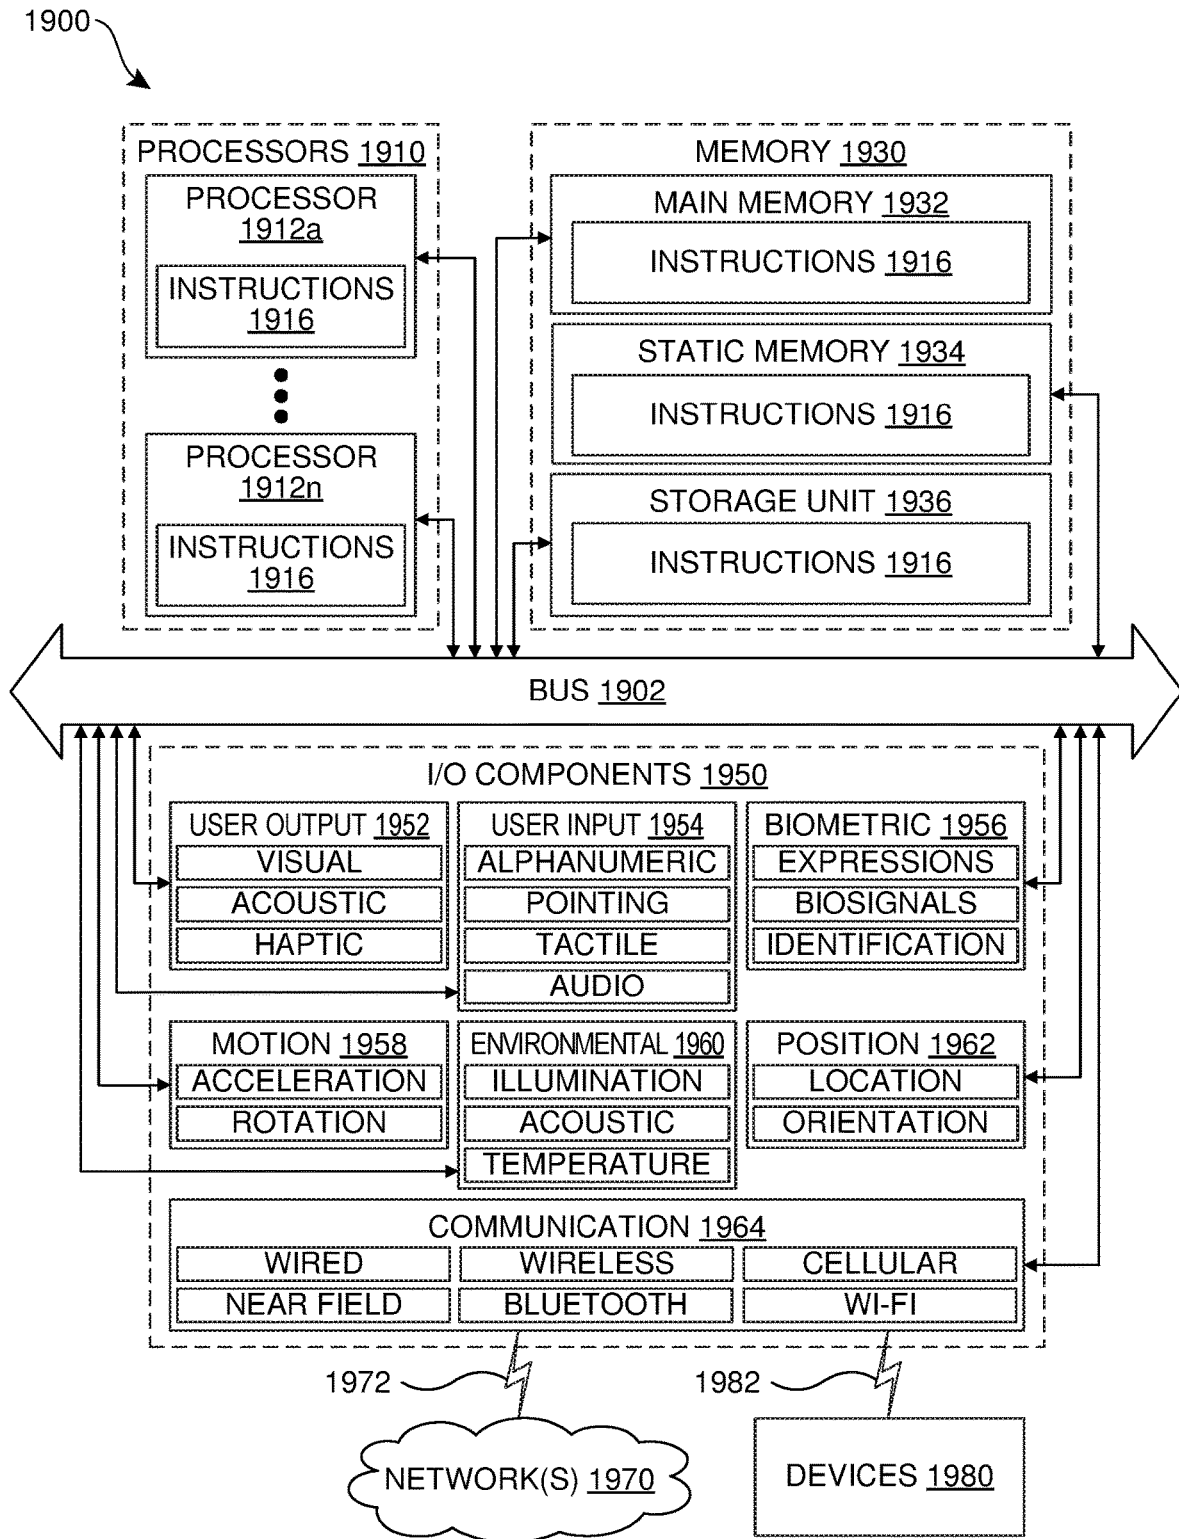 1900
PROCESSORS 1910
PROCESSOR
1912a
INSTRUCTIONS
1916
PROCESSOR
1912n
INSTRUCTIONS
1916
MEMORY 1930
MAIN MEMORY 1932
INSTRUCTIONS 1916
STATIC MEMORY 1934
INSTRUCTIONS 1916
STORAGE UNIT 1936
INSTRUCTIONS 1916
BUS 1902
I/O COMPONENTS 1950
USER OUTPUT 1952
VISUAL
ACOUSTIC
HAPTIC
USER INPUT 1954
ALPHANUMERIC
POINTING
TACTILE
AUDIO
BIOMETRIC 1956
EXPRESSIONS
BIOSIGNALS
IDENTIFICATION
MOTION 1958
ACCELERATION
ROTATION
ENVIRONMENTAL 1960
ILLUMINATION
ACOUSTIC
TEMPERATURE
POSITION 1962
LOCATION
ORIENTATION
COMMUNICATION 1964
WIRED
WIRELESS
CELLULAR
NEAR FIELD
BLUETOOTH
WI-FI
1972
1982
NETWORK(S) 1970
DEVICES 1980